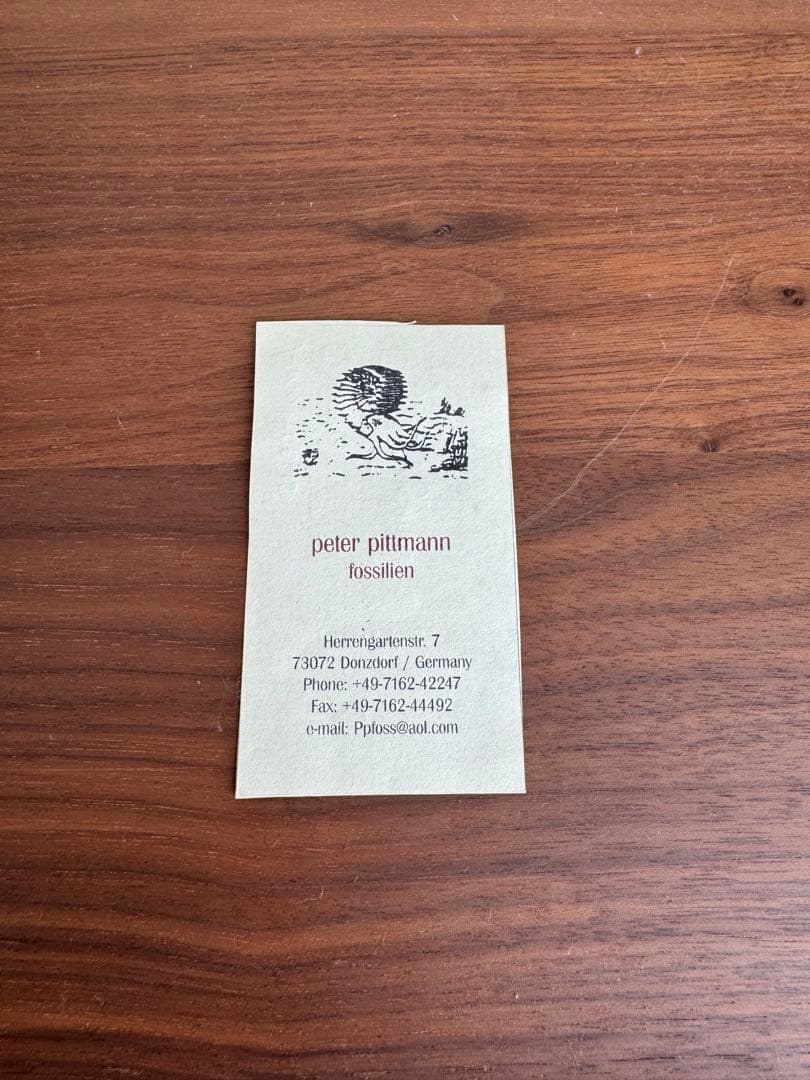 peter pittmann
fossilien
Herrengartenstr. 7
73072 Donzdorf / Germany
Phone: +49-7162-42247
Fax: +49-7162-44492
e-mail: Ppfoss@aol.com